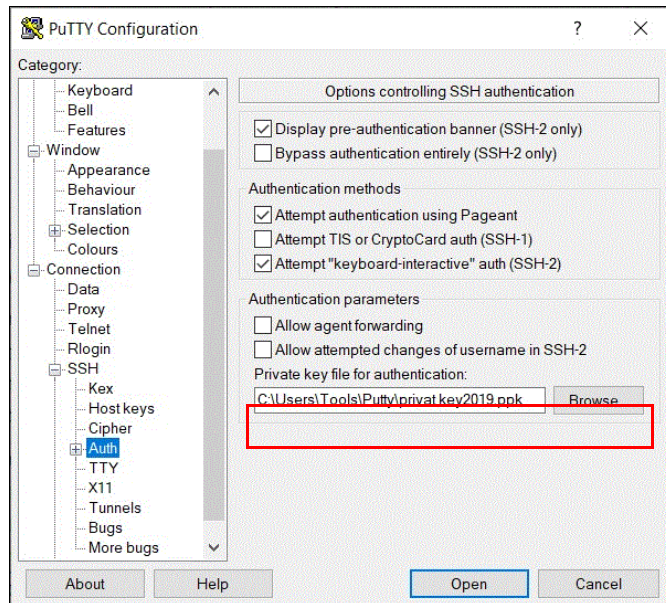 PuTTY Configuration
? ×
Category:
Keyboard
Bell
Features
Window
Appearance
Behaviour
Translation
Selection
Colours
Connection
Data
Proxy
Telnet
Rlogin
SSH
Kex
Host keys
Cipher
Auth
TTY
X11
Tunnels
Bugs
More bugs
Options controlling SSH authentication
Display pre-authentication banner (SSH-2 only)
Bypass authentication entirely (SSH-2 only)
Authentication methods
Attempt authentication using Pageant
Attempt TIS or CryptoCard auth (SSH-1)
Attempt "keyboard-interactive" auth (SSH-2)
Authentication parameters
Allow agent forwarding
Allow attempted changes of username in SSH-2
Private key file for authentication:
C:\Users\Tools\Putty\privat key2019.ppk Browse...
About Help Open Cancel